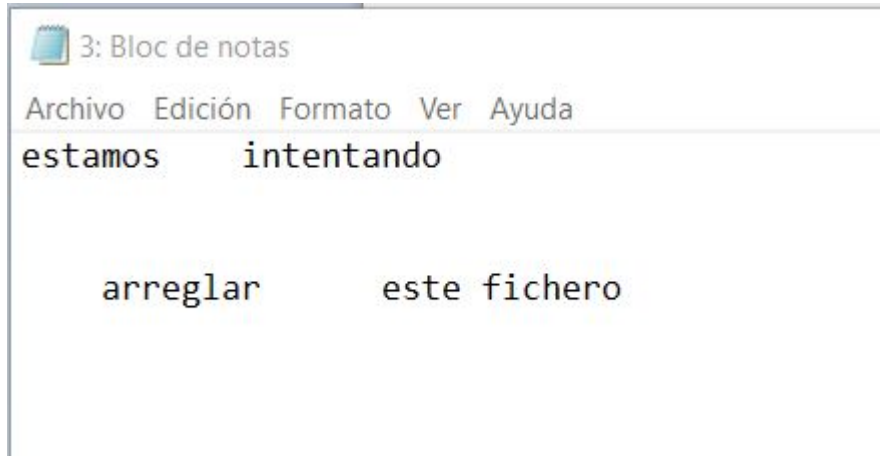 3: Bloc de notas
Archivo Edición Formato Ver Ayuda
estamos    intentando
arreglar      este fichero